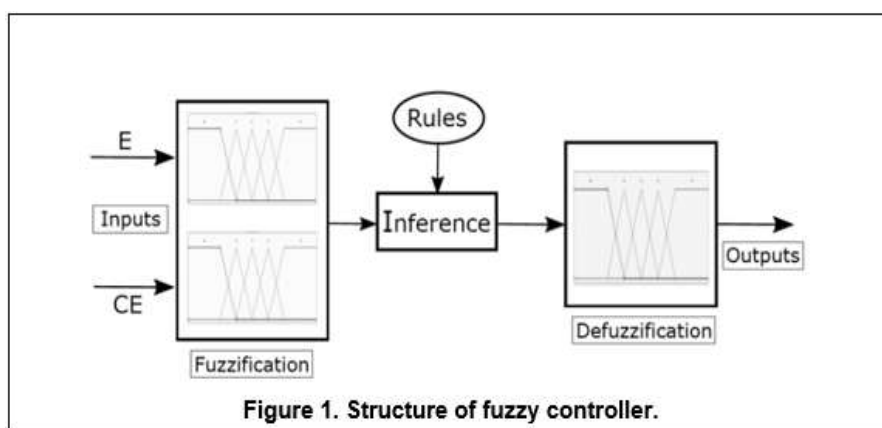 E
Inputs
CE
Fuzzification
Rules
Inference
Defuzzification
Outputs
Figure 1. Structure of fuzzy controller.